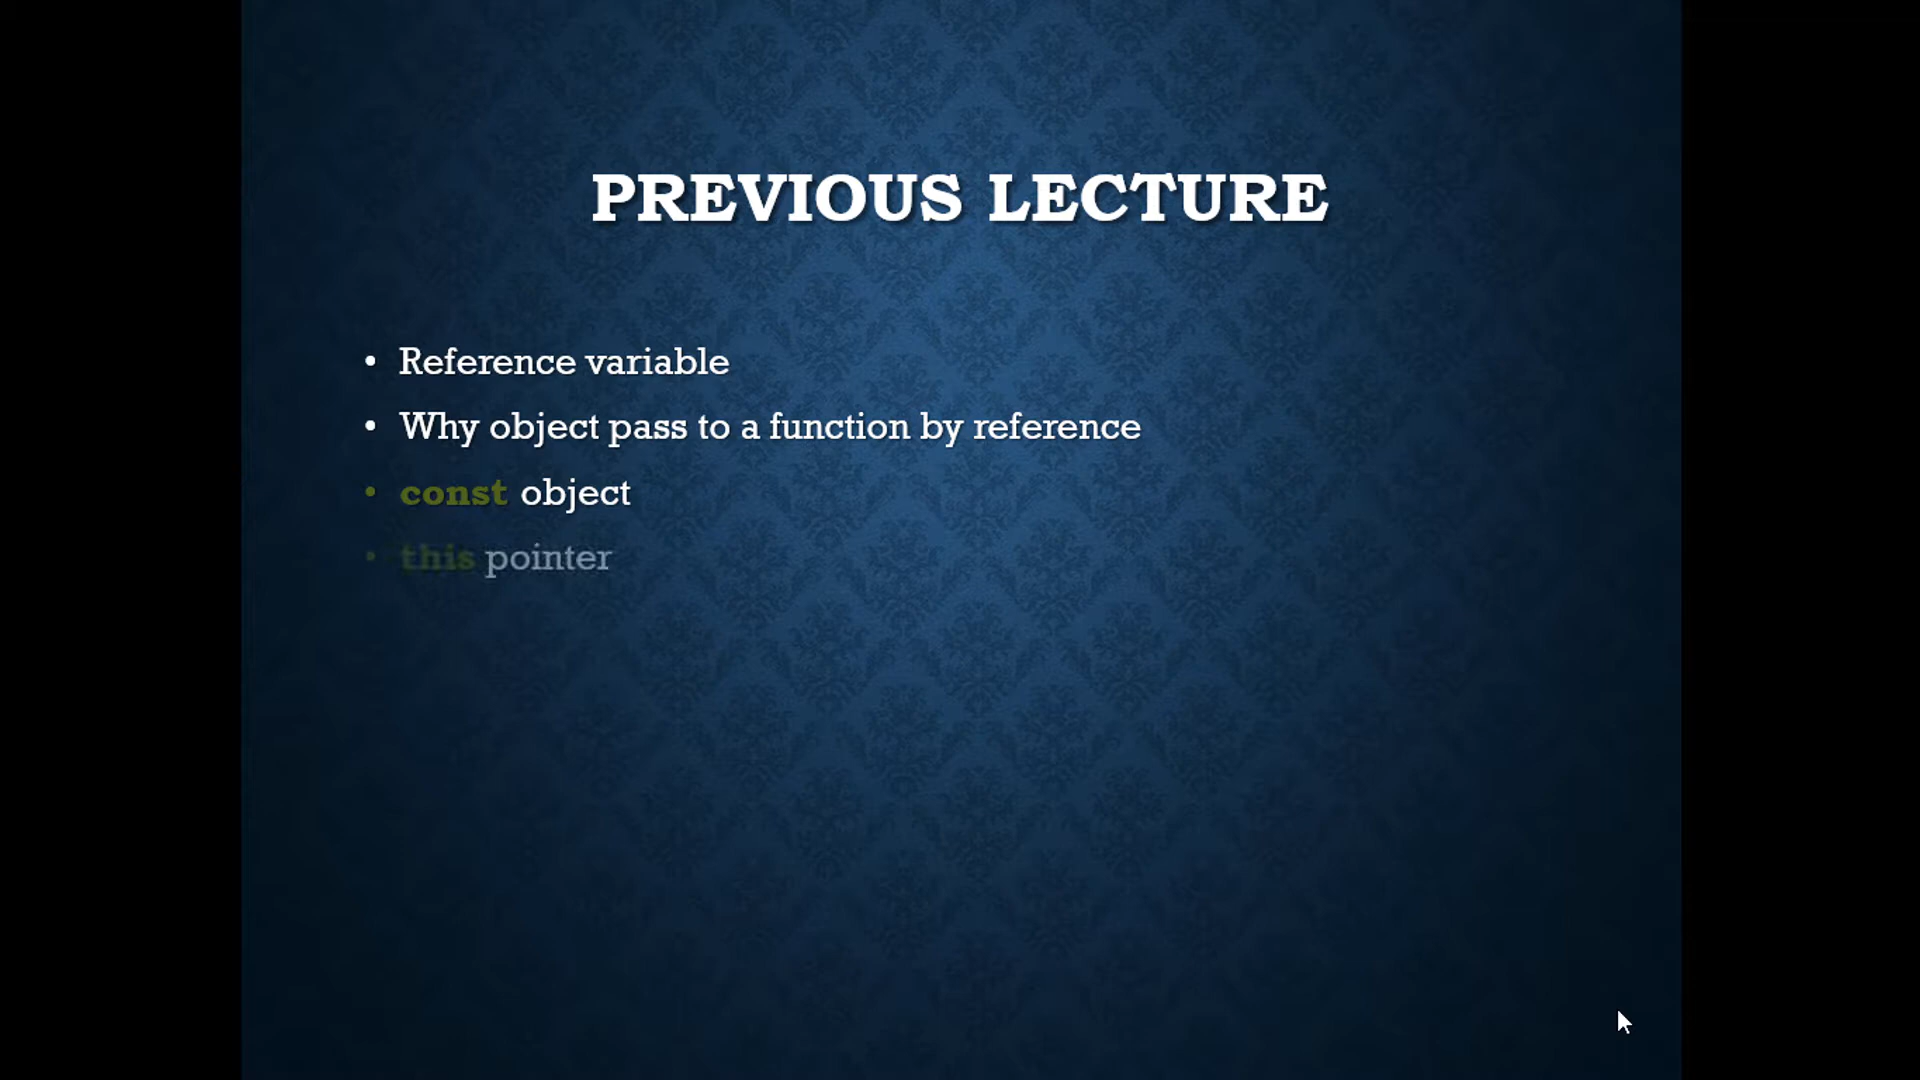 PREVIOUS LECTURE
• Reference variable
• Why object pass to a function by reference
• const object
• this pointer